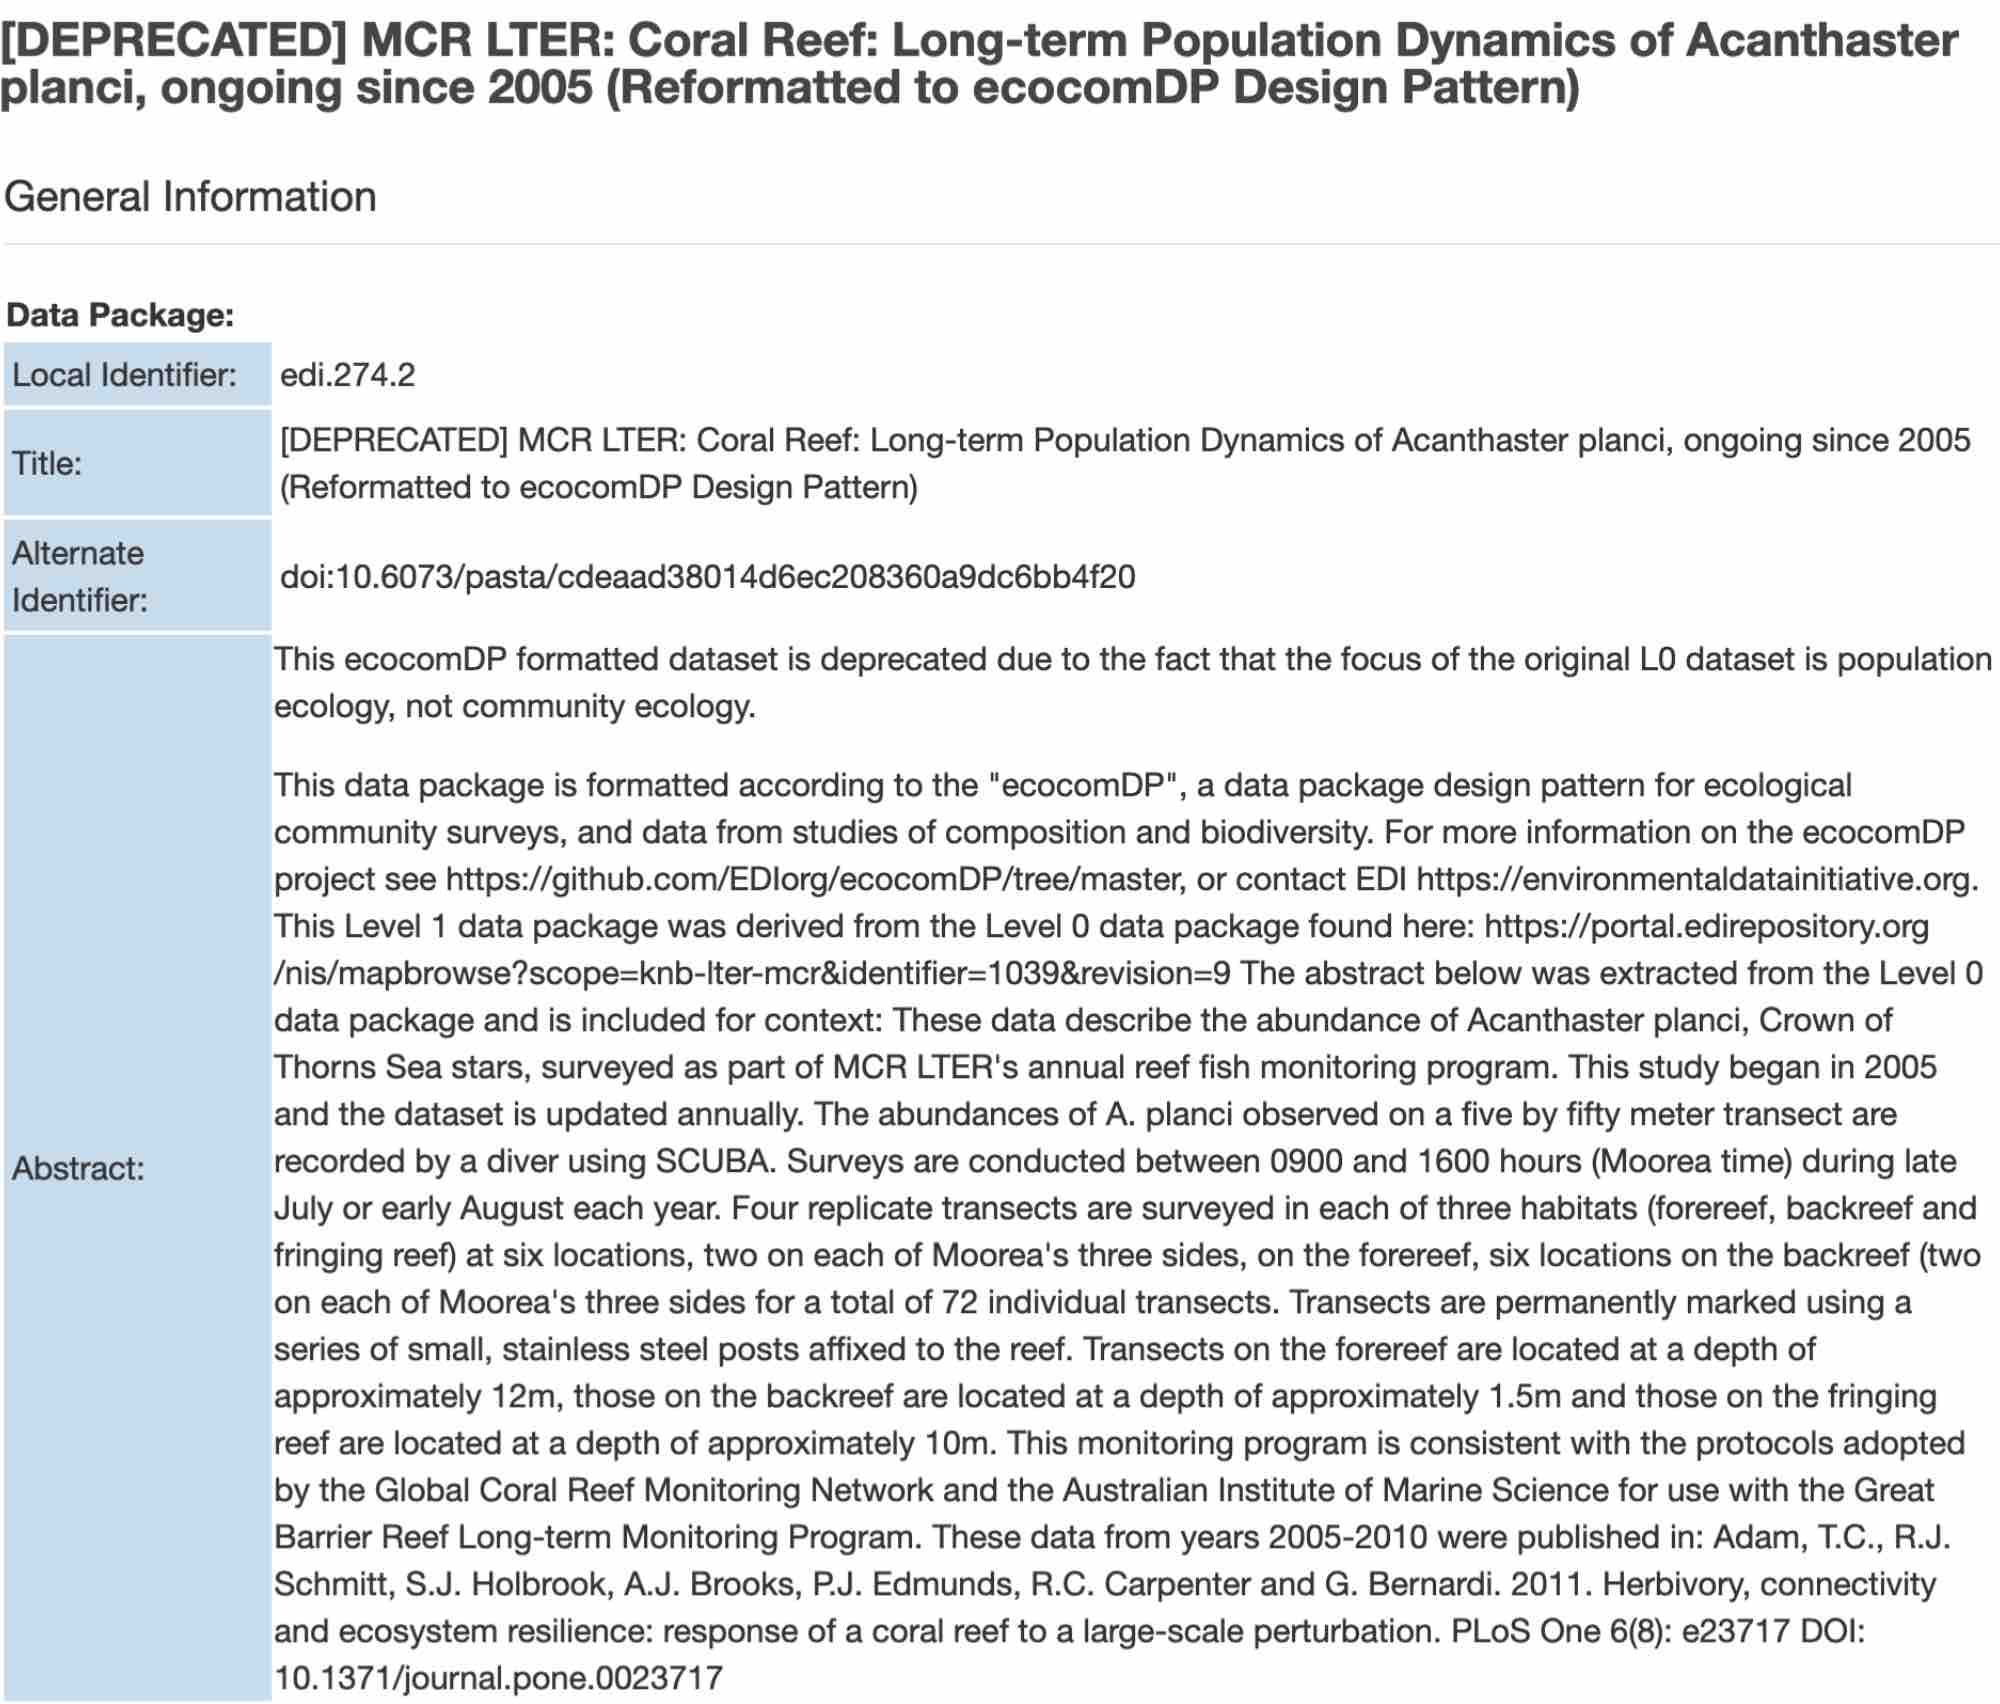 [DEPRECATED] MCR LTER: Coral Reef: Long-term Population Dynamics of Acanthaster
planci, ongoing since 2005 (Reformatted to ecocomDP Design Pattern)
General Information
Data Package:
Local Identifier: edi.274.2
Title: [DEPRECATED] MCR LTER: Coral Reef: Long-term Population Dynamics of Acanthaster planci, ongoing since 2005
(Reformatted to ecocomDP Design Pattern)
Alternate
Identifier: doi:10.6073/pasta/cdeaad38014d6ec208360a9dc6bb4f20
Abstract:
This ecocomDP formatted dataset is deprecated due to the fact that the focus of the original L0 dataset is population
ecology, not community ecology.
This data package is formatted according to the "ecocomDP", a data package design pattern for ecological
community surveys, and data from studies of composition and biodiversity. For more information on the ecocomDP
project see https://github.com/EDIorg/ecocomDP/tree/master, or contact EDI https://environmentaldatainitiative.org.
This Level 1 data package was derived from the Level 0 data package found here: https://portal.edirepository.org
/nis/mapbrowse?scope=knb-lter-mcr&identifier=1039&revision=9 The abstract below was extracted from the Level 0
data package and is included for context: These data describe the abundance of Acanthaster planci, Crown of
Thorns Sea stars, surveyed as part of MCR LTER's annual reef fish monitoring program. This study began in 2005
and the dataset is updated annually. The abundances of A. planci observed on a five by fifty meter transect are
recorded by a diver using SCUBA. Surveys are conducted between 0900 and 1600 hours (Moorea time) during late
July or early August each year. Four replicate transects are surveyed in each of three habitats (forereef, backreef and
fringing reef) at six locations, two on each of Moorea's three sides, on the forereef, six locations on the backreef (two
on each of Moorea's three sides for a total of 72 individual transects. Transects are permanently marked using a
series of small, stainless steel posts affixed to the reef. Transects on the forereef are located at a depth of
approximately 12m, those on the backreef are located at a depth of approximately 1.5m and those on the fringing
reef are located at a depth of approximately 10m. This monitoring program is consistent with the protocols adopted
by the Global Coral Reef Monitoring Network and the Australian Institute of Marine Science for use with the Great
Barrier Reef Long-term Monitoring Program. These data from years 2005-2010 were published in: Adam, T.C., R.J.
Schmitt, S.J. Holbrook, A.J. Brooks, P.J. Edmunds, R.C. Carpenter and G. Bernardi. 2011. Herbivory, connectivity
and ecosystem resilience: response of a coral reef to a large-scale perturbation. PLoS One 6(8): e23717 DOI:
10.1371/journal.pone.0023717